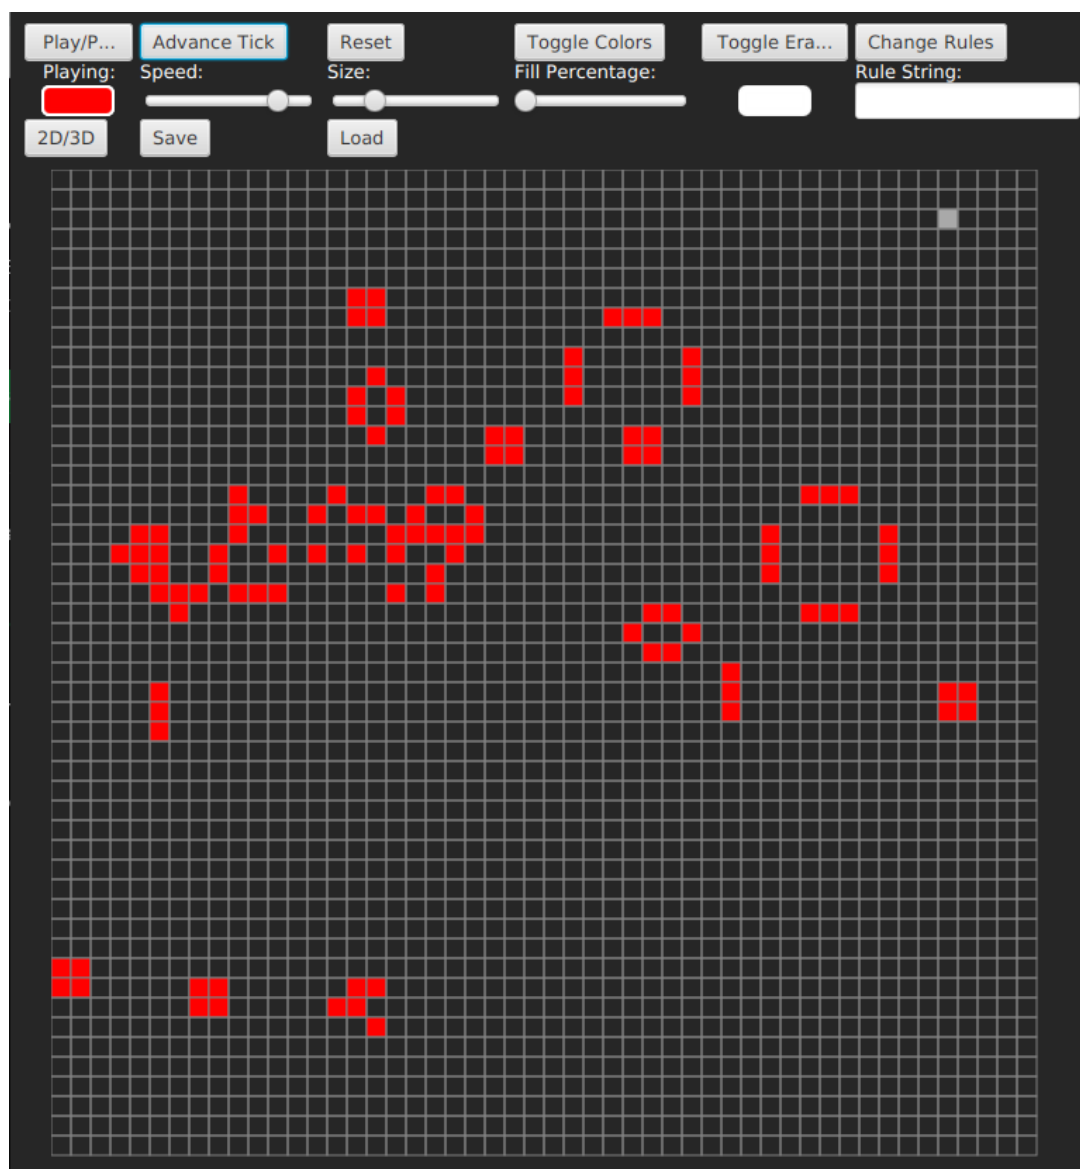 Play/P... Advance Tick Reset Toggle Colors Toggle Era... Change Rules
Playing: Speed: Size: Fill Percentage: Rule String:
2D/3D Save Load